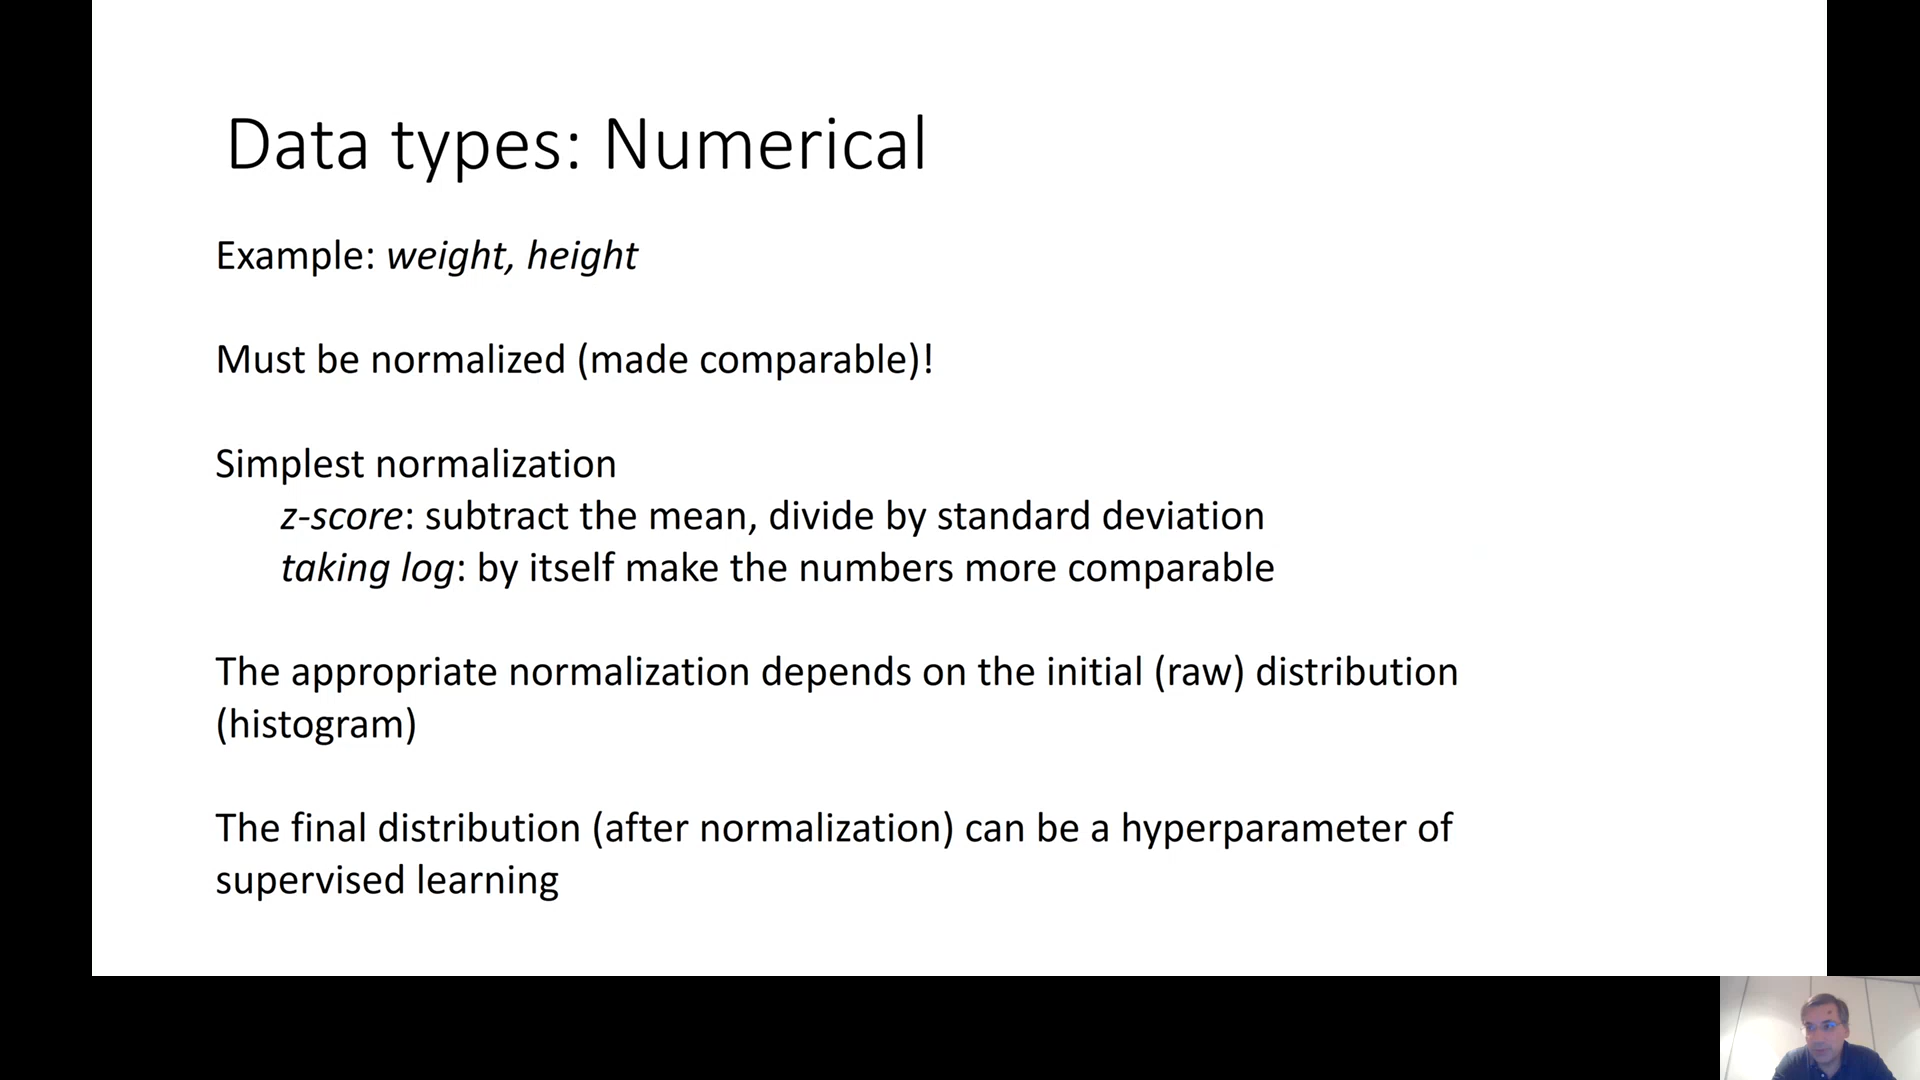 Data types: Numerical
Example: weight, height
Must be normalized (made comparable)!
Simplest normalization
z-score: subtract the mean, divide by standard deviation
taking log: by itself make the numbers more comparable
The appropriate normalization depends on the initial (raw) distribution
(histogram)
The final distribution (after normalization) can be a hyperparameter of
supervised learning